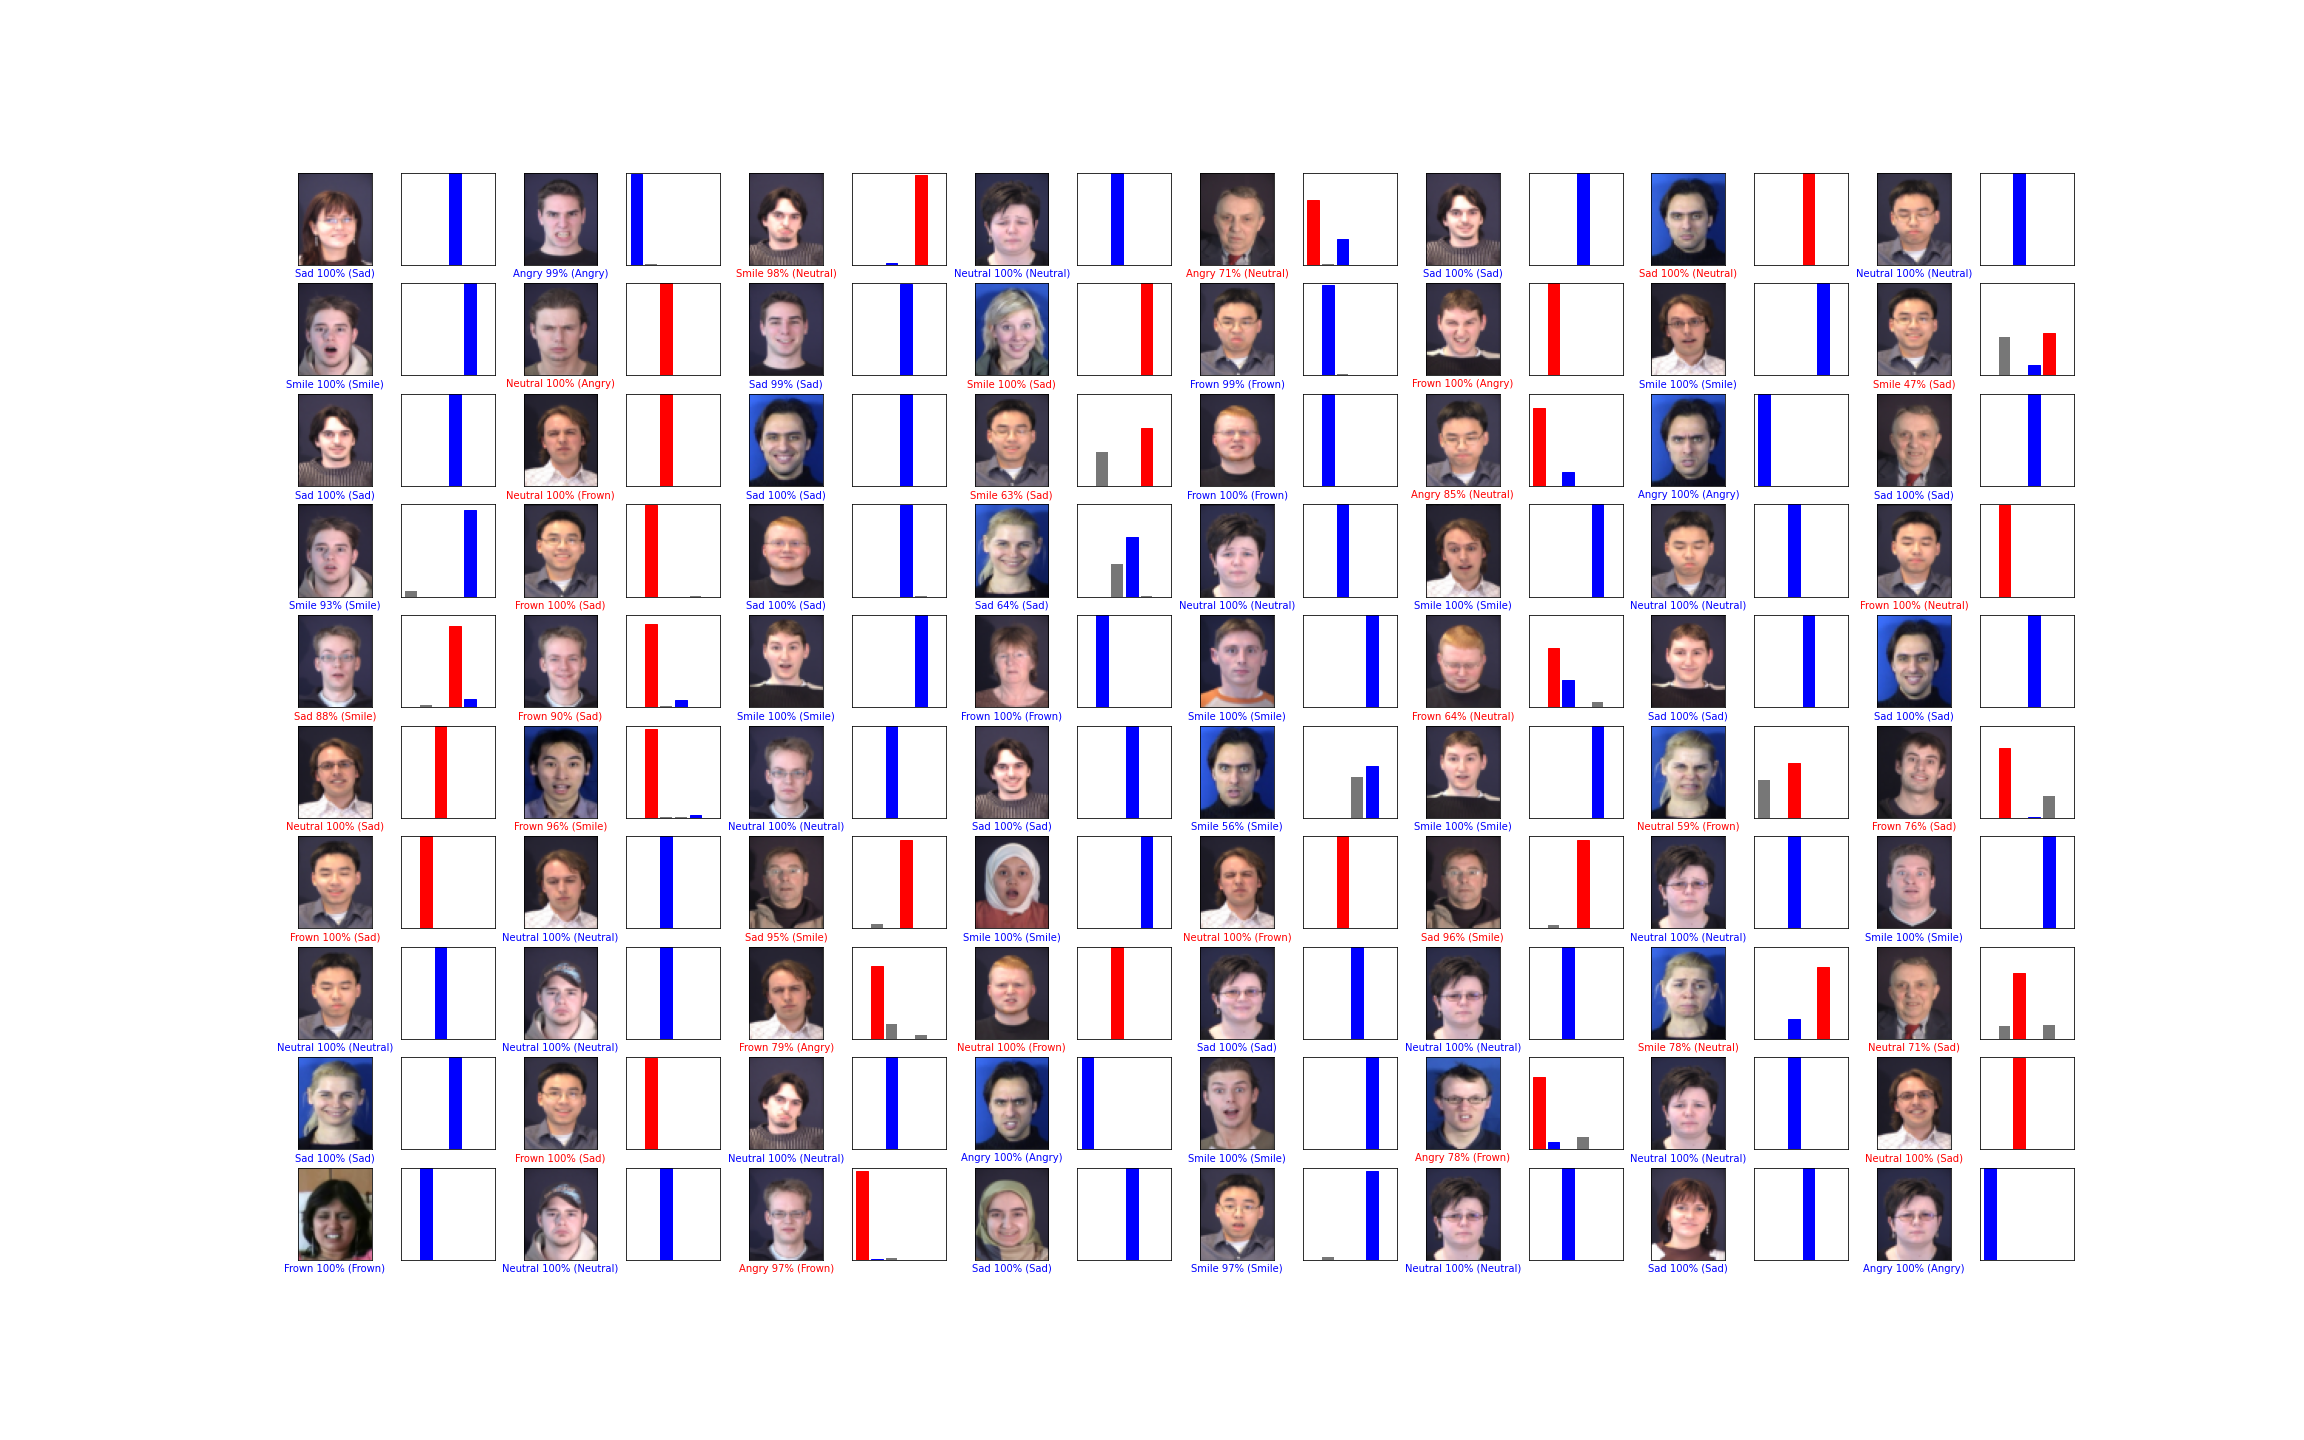 Sad 100% (Sad) Angry 99% (Angry) Smile 98% (Neutral) Neutral 100% (Neutral) Angry 71% (Neutral) Sad 100% (Sad) Sad 100% (Neutral) Neutral 100% (Neutral)
Smile 100% (Smile) Neutral 100% (Angry) Sad 99% (Sad) Smile 100% (Sad) Frown 99% (Frown) Frown 100% (Angry) Smile 100% (Smile) Smile 47% (Sad)
Sad 100% (Sad) Neutral 100% (Frown) Sad 100% (Sad) Smile 63% (Sad) Frown 100% (Frown) Angry 85% (Neutral) Angry 100% (Angry) Sad 100% (Sad)
Smile 93% (Smile) Frown 100% (Sad) Sad 100% (Sad) Sad 64% (Sad) Neutral 100% (Neutral) Smile 100% (Smile) Neutral 100% (Neutral) Frown 100% (Neutral)
Sad 88% (Smile) Frown 90% (Sad) Smile 100% (Smile) Frown 100% (Frown) Smile 100% (Smile) Frown 64% (Neutral) Sad 100% (Sad) Sad 100% (Sad)
Neutral 100% (Sad) Frown 96% (Smile) Neutral 100% (Neutral) Sad 100% (Sad) Smile 56% (Smile) Smile 100% (Smile) Neutral 59% (Frown) Frown 76% (Sad)
Frown 100% (Sad) Neutral 100% (Neutral) Sad 95% (Smile) Smile 100% (Smile) Neutral 100% (Frown) Sad 96% (Smile) Neutral 100% (Neutral) Smile 100% (Smile)
Neutral 100% (Neutral) Neutral 100% (Neutral) Frown 79% (Angry) Neutral 100% (Frown) Sad 100% (Sad) Neutral 100% (Neutral) Smile 78% (Neutral) Neutral 71% (Sad)
Sad 100% (Sad) Frown 100% (Sad) Neutral 100% (Neutral) Angry 100% (Angry) Smile 100% (Smile) Angry 78% (Frown) Neutral 100% (Neutral) Neutral 100% (Sad)
Frown 100% (Frown) Neutral 100% (Neutral) Angry 97% (Frown) Sad 100% (Sad) Smile 97% (Smile) Neutral 100% (Neutral) Sad 100% (Sad) Angry 100% (Angry)